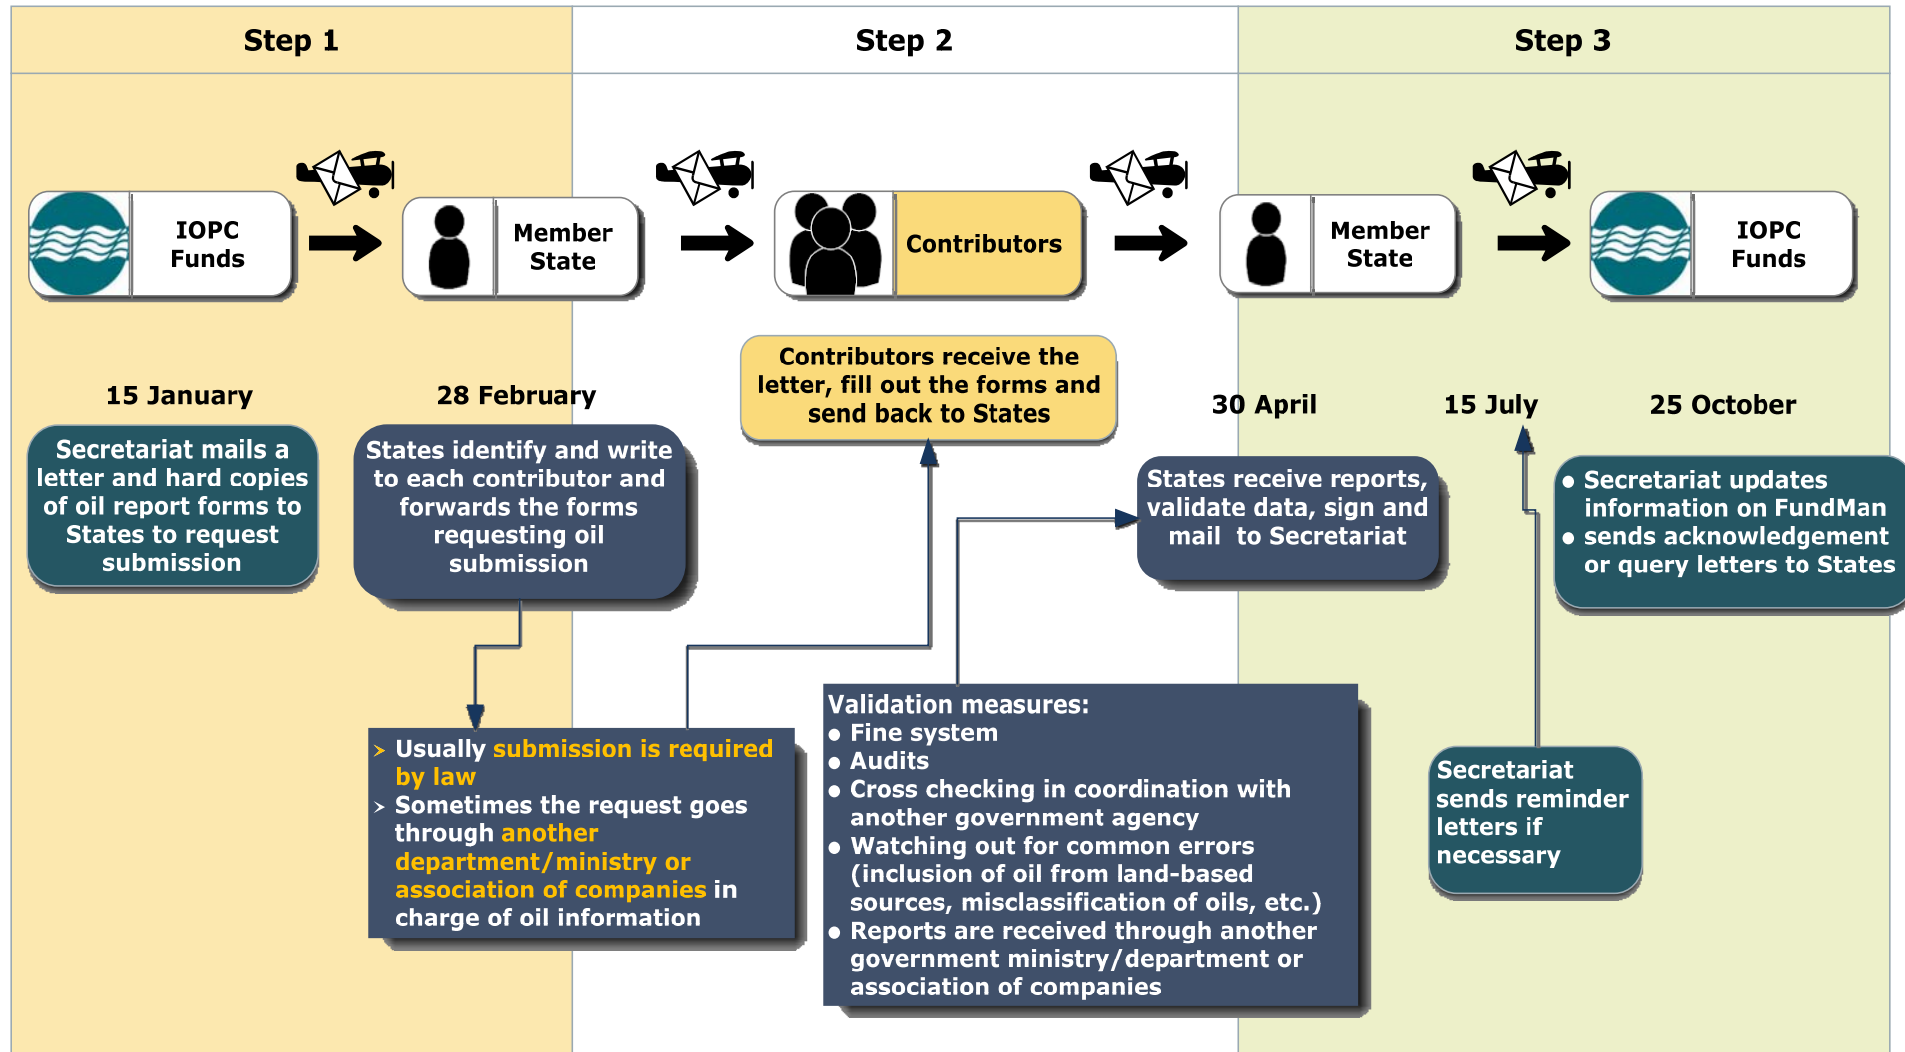 Step 1
Step 2
Step 3
IOPC
Funds
Member
State
Contributors
Member
State
IOPC
Funds
15 January
Secretariat mails a
letter and hard copies
of oil report forms to
States to request
submission
28 February
States identify and write
to each contributor and
forwards the forms
requesting oil
submission
Contributors receive the
letter, fill out the forms and
send back to States
30 April
States receive reports,
validate data, sign and
mail to Secretariat
15 July
25 October
● Secretariat updates
information on FundMan
● sends acknowledgement
or query letters to States
➢ Usually submission is required
by law
➢ Sometimes the request goes
through another
department/ministry or
association of companies in
charge of oil information
Validation measures:
● Fine system
● Audits
● Cross checking in coordination with
another government agency
● Watching out for common errors
(inclusion of oil from land-based
sources, misclassification of oils, etc.)
● Reports are received through another
government ministry/department or
association of companies
Secretariat
sends reminder
letters if
necessary